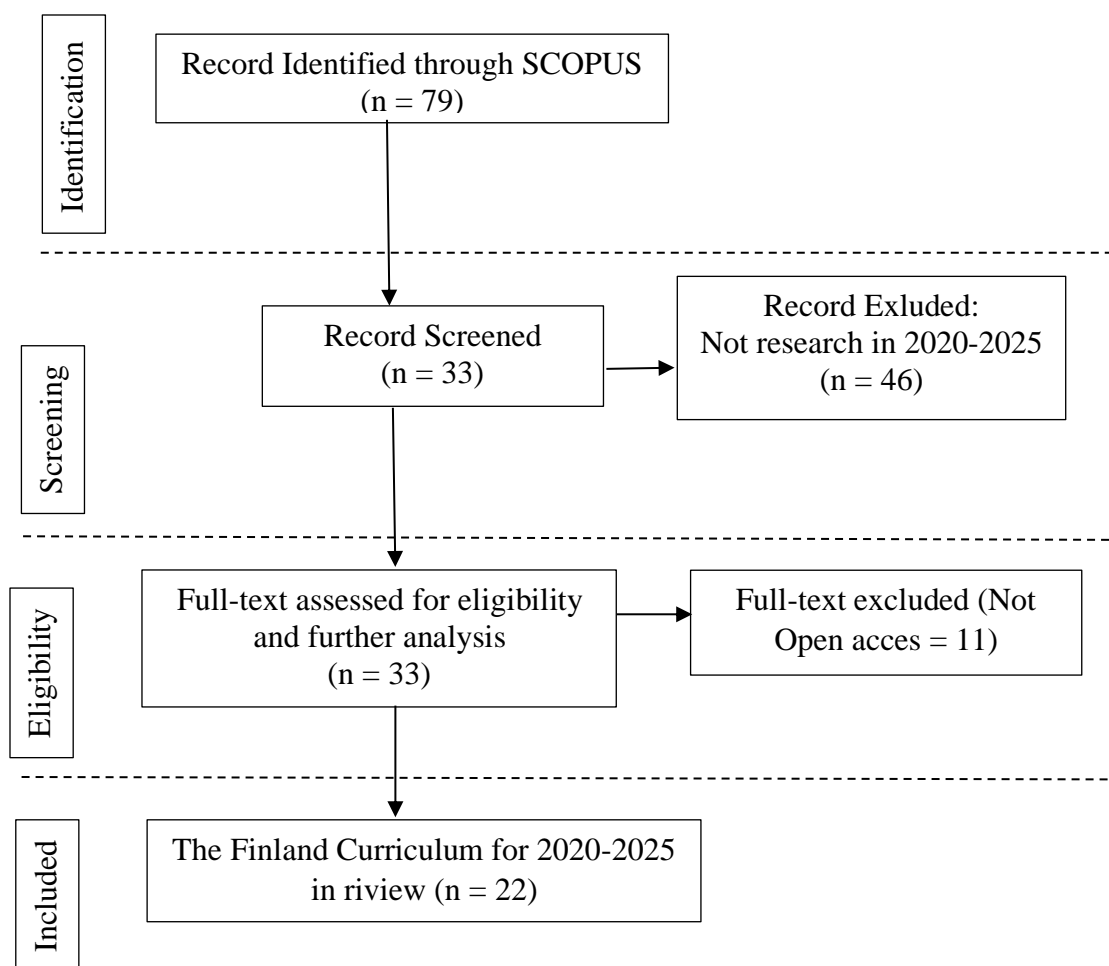 Identification
Record Identified through SCOPUS
(n = 79)
Screening
Record Screened
(n = 33)
Record Exluded:
Not research in 2020-2025
(n = 46)
Eligibility
Full-text assessed for eligibility
and further analysis
(n = 33)
Full-text excluded (Not
Open acces = 11)
Included
The Finland Curriculum for 2020-2025
in riview (n = 22)